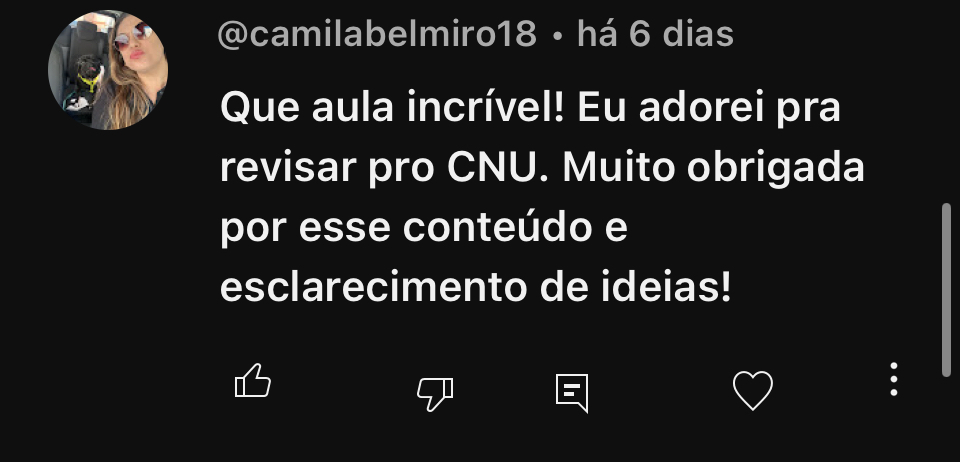 @camilabelmiro18 • há 6 dias
Que aula incrível! Eu adorei pra
revisar pro CNU. Muito obrigada
por esse conteúdo e
esclarecimento de ideias!